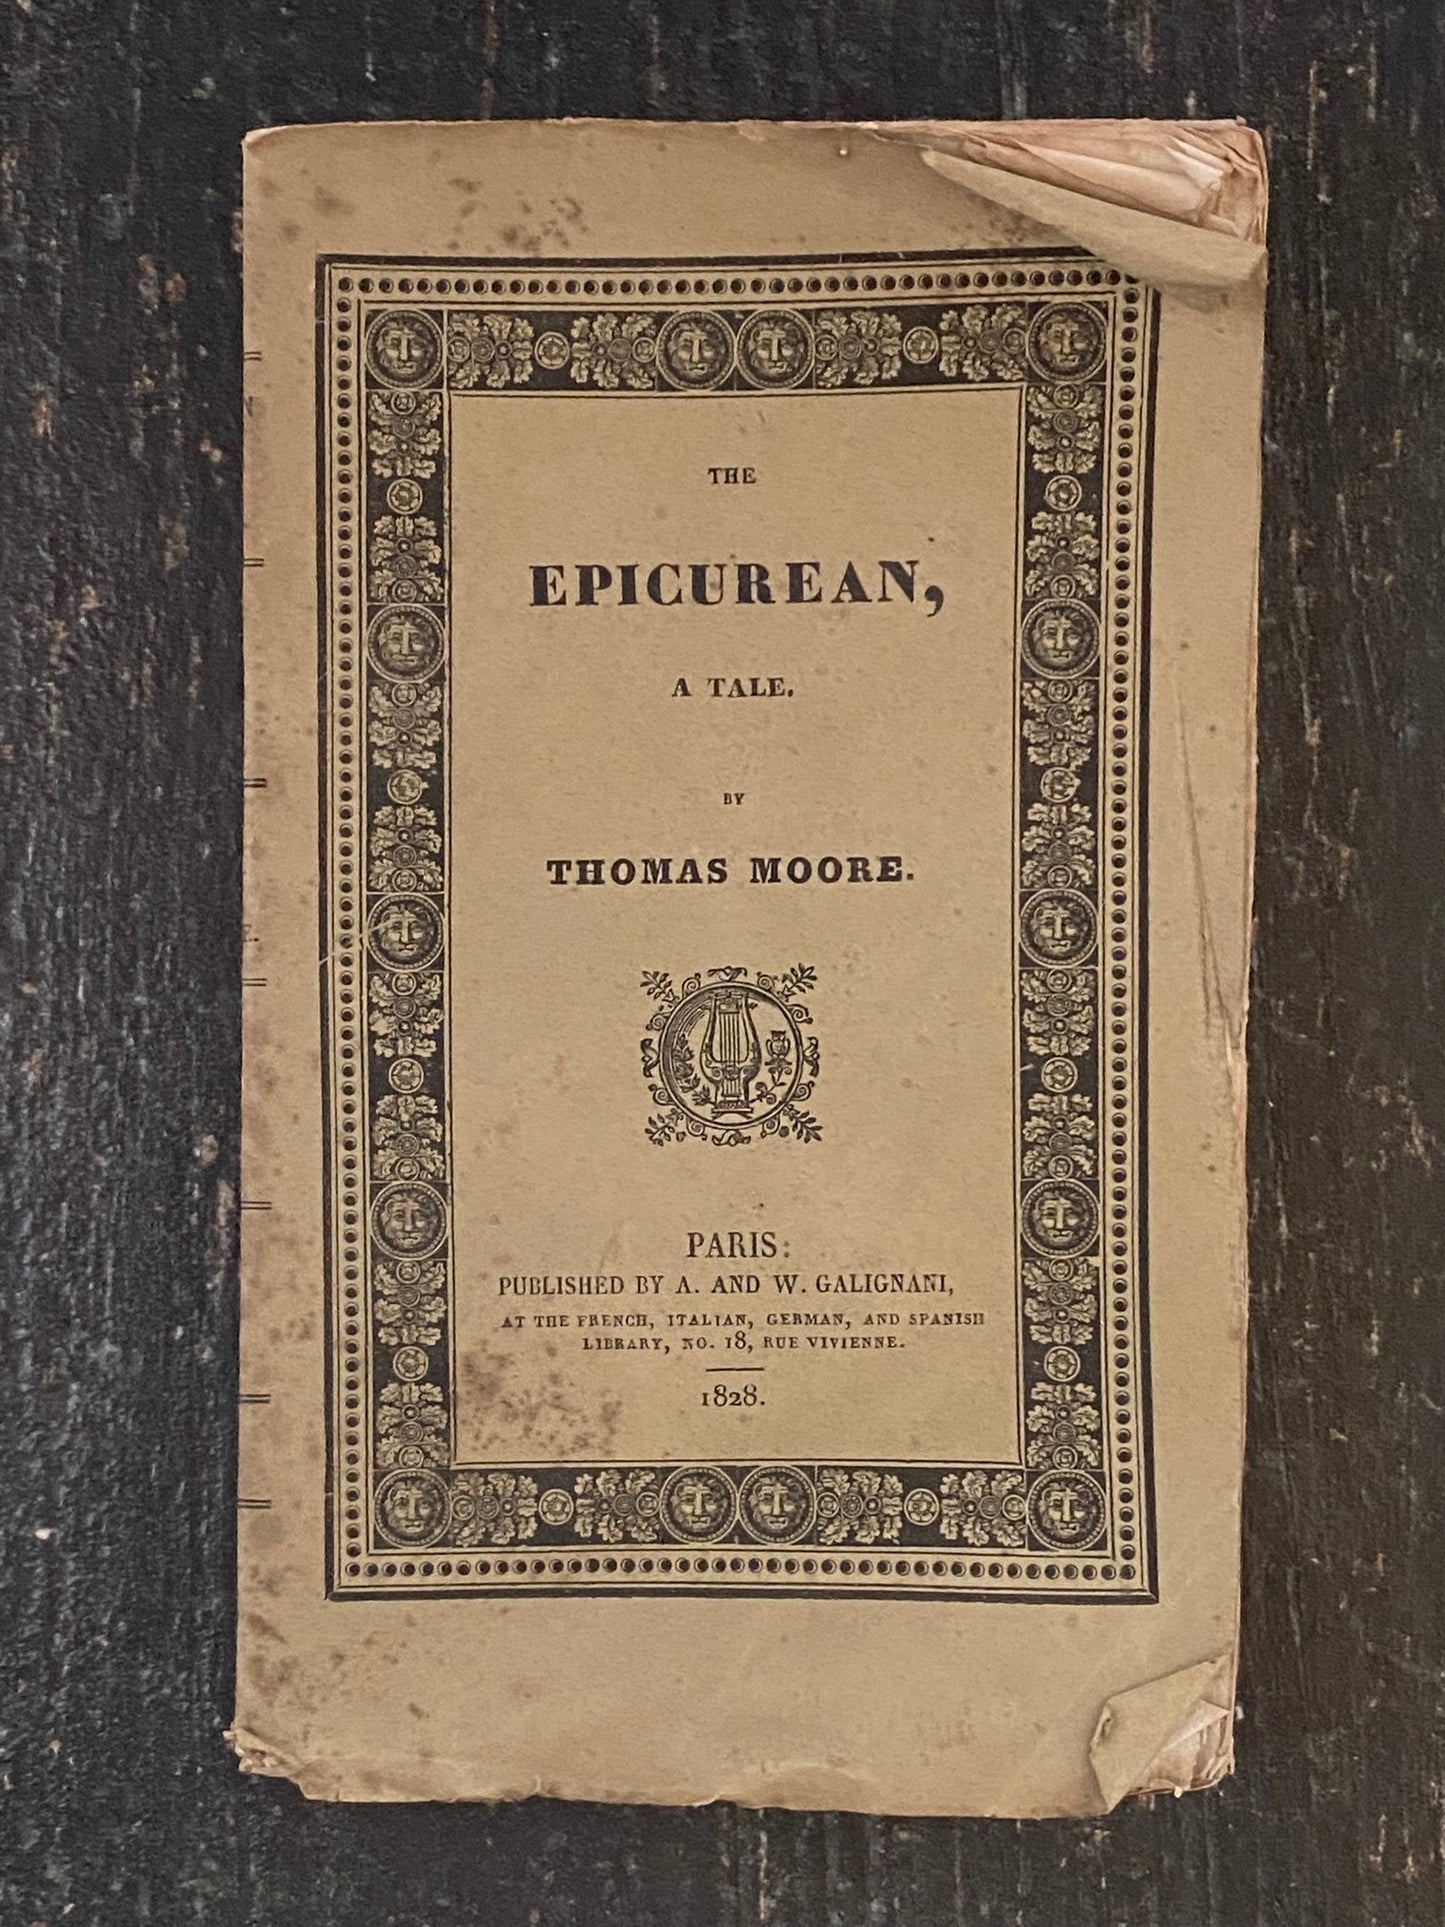 THE
EPICUREAN,
A TALE.
BY
THOMAS MOORE.
PARIS:
PUBLISHED BY A. AND W. GALIGNANI,
AT THE FRENCH, ITALIAN, GERMAN, AND SPANISH
LIBRARY, NO. 18, RUE VIVIENNE.
1828.